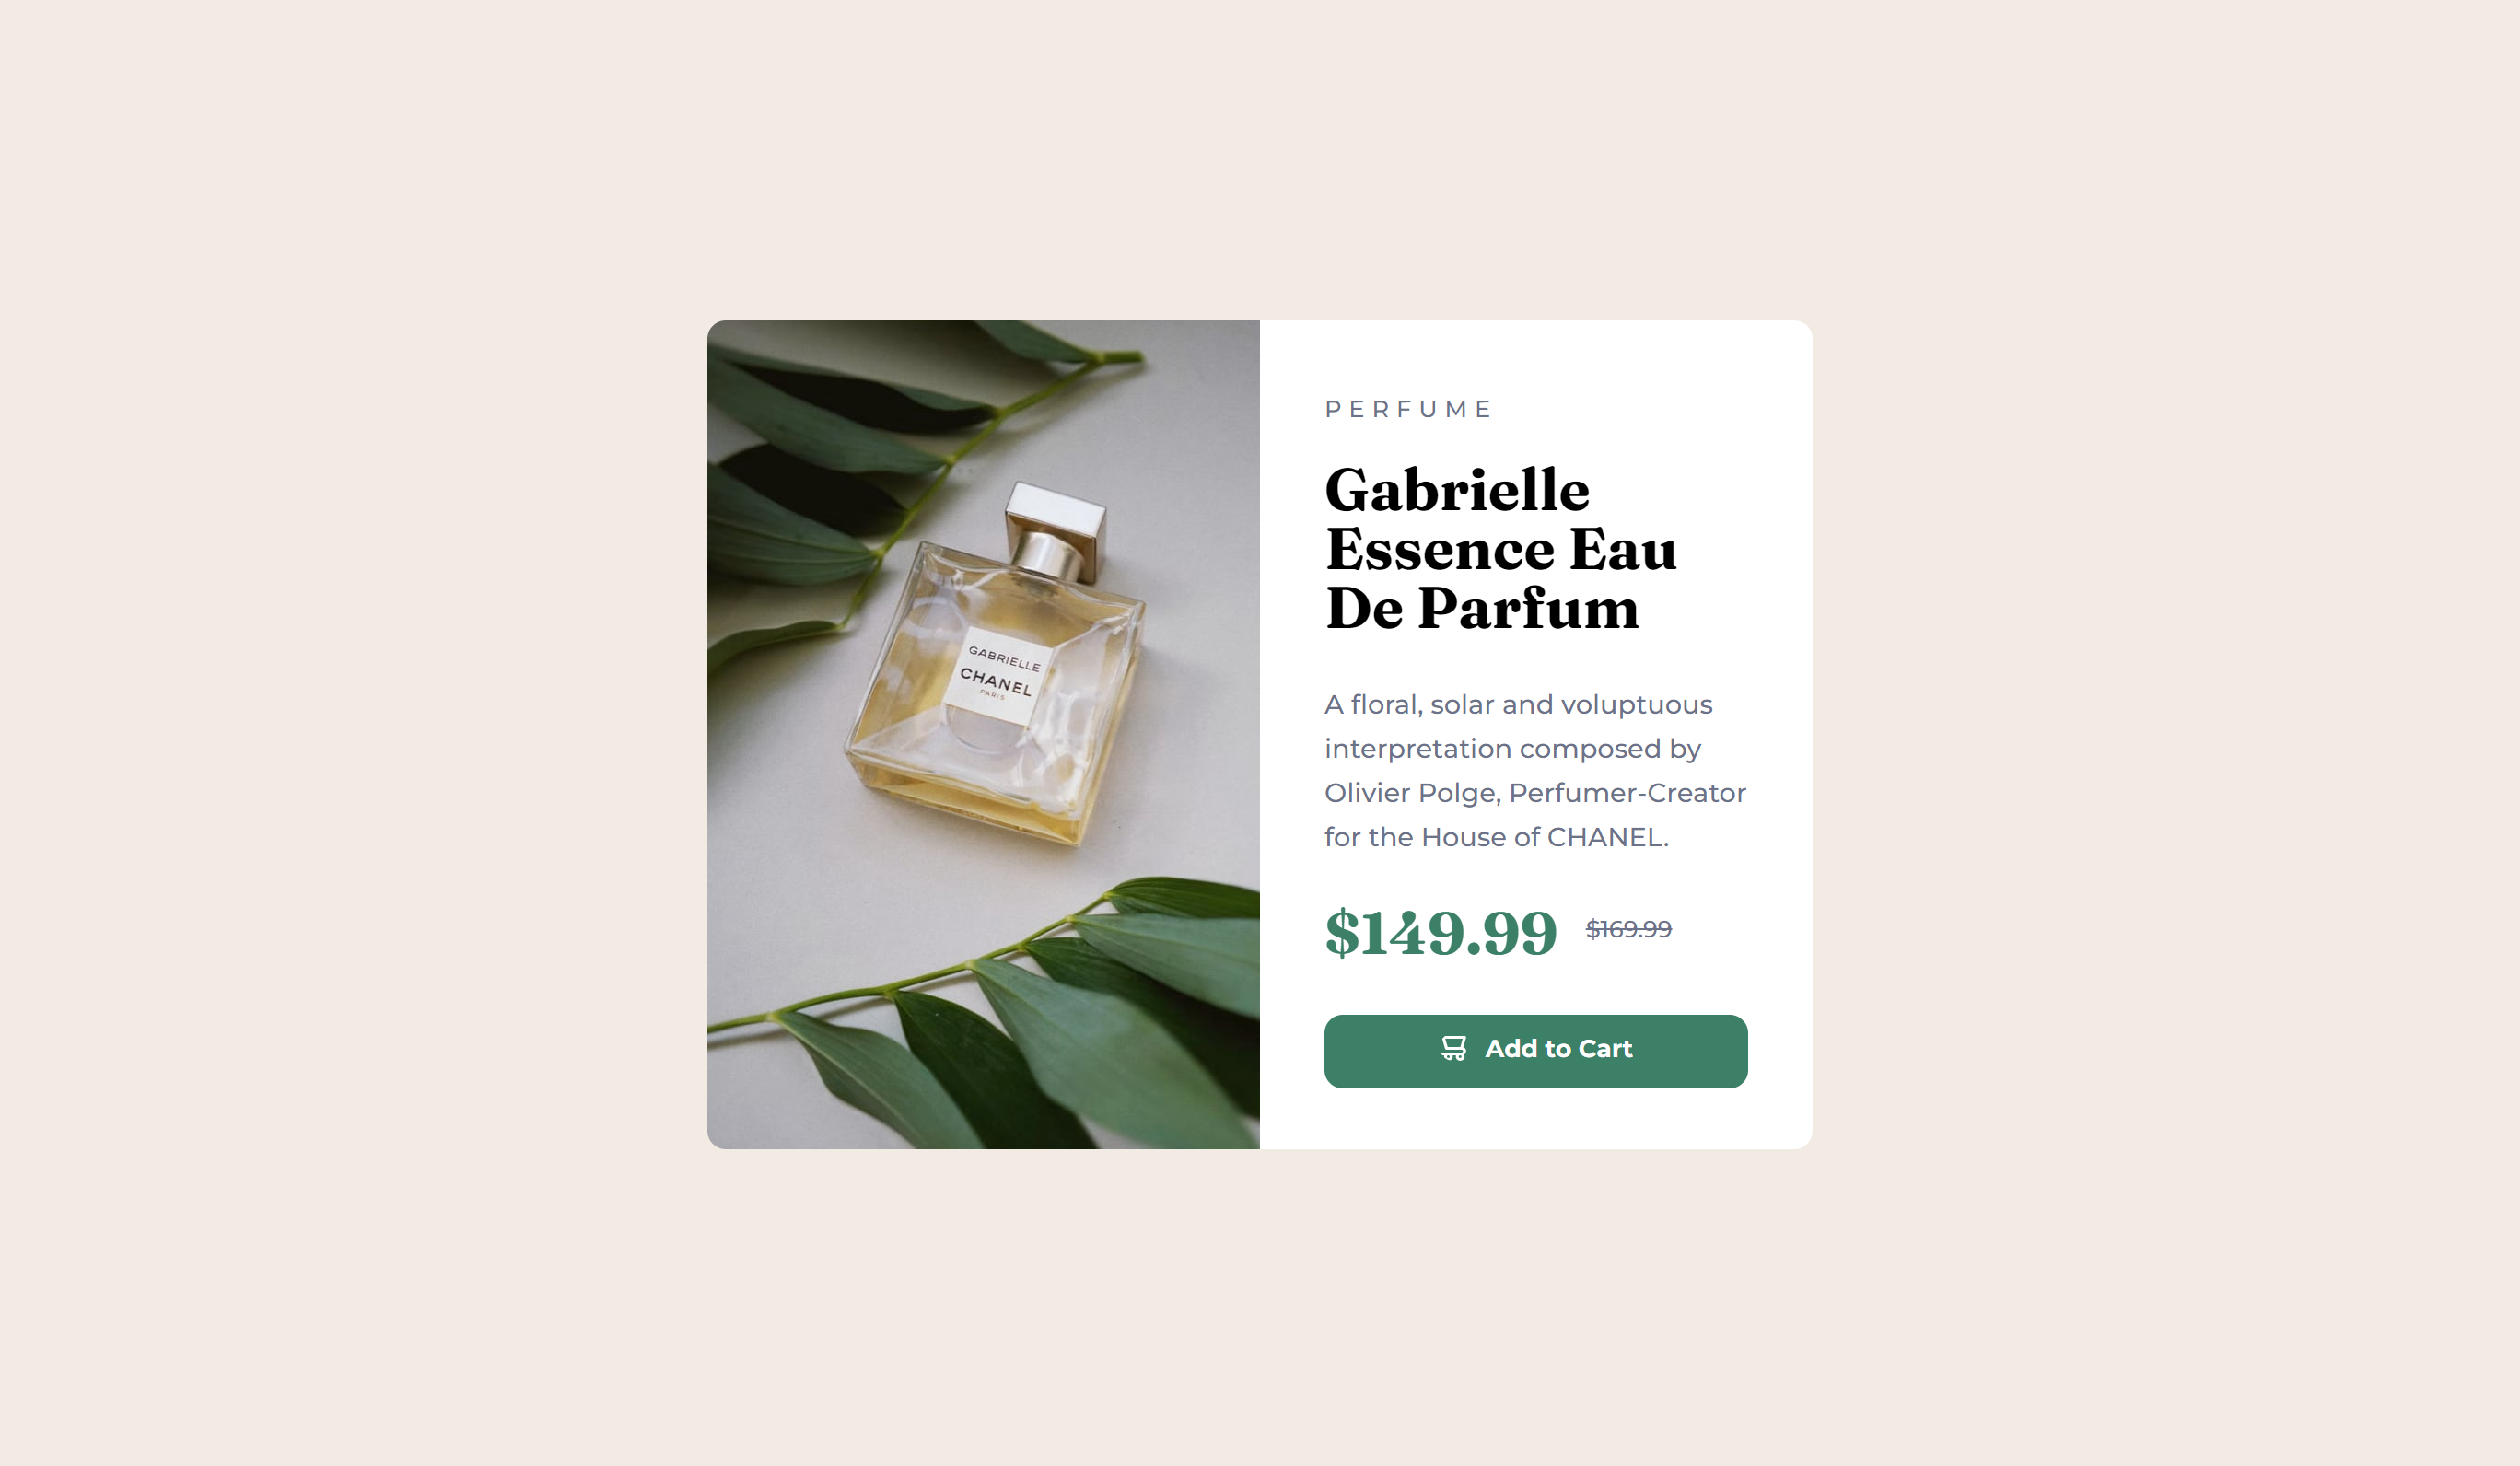 GABRIELLE
CHANEL
PARIS
PERFUME
Gabrielle
Essence Eau
De Parfum
A floral, solar and voluptuous
interpretation composed by
Olivier Polge, Perfumer-Creator
for the House of CHANEL.
$149.99 $169.99
Add to Cart